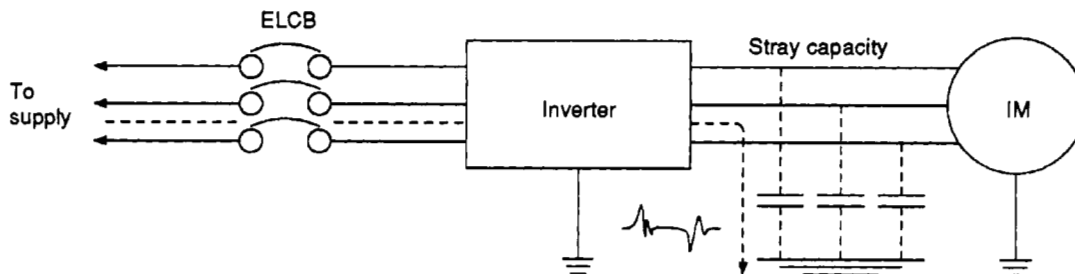 ELCB
Stray capacity
To
supply
Inverter
IM